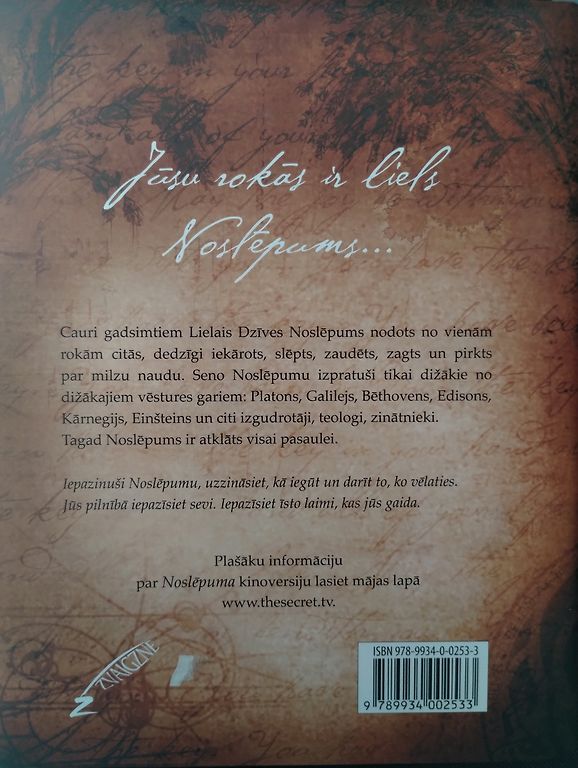 Jūsu rokās ir liels
Noslēpums...
Cauri gadsimtiem Lielais Dzīves Noslēpums nodots no vienām
rokām citās, dedzīgi iekārots, slēpts, zaudēts, zagts un pirkts
par milzu naudu. Seno Noslēpumu izpratuši tikai dižākie no
dižākajiem vēstures gariem: Platons, Galilejs, Bēthovens, Edisons,
Kārnegijs, Einšteins un citi izgudrotāji, teologi, zinātnieki.
Tagad Noslēpums ir atklāts visai pasaulei.
Iepazinuši Noslēpumu, uzzināsiet, kā iegūt un darīt to, ko vēlaties.
Jūs pilnībā iepazīsiet sevi. Iepazīsiet īsto laimi, kas jūs gaida.
Plašāku informāciju
par Noslēpuma kinoversiju lasiet mājas lapā
www.thesecret.tv.
ZVAIGZNE
ISBN 978-9934-0-0253-3
9 789934 002533